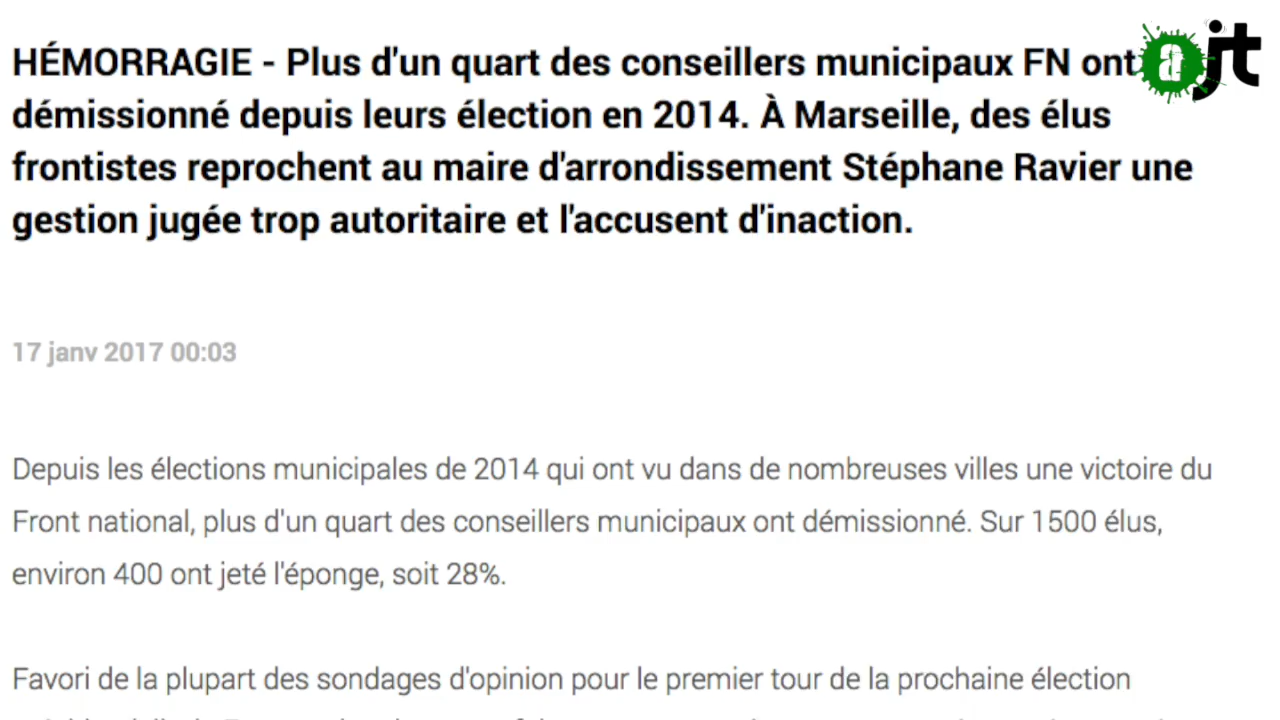 HÉMORRAGIE - Plus d'un quart des conseillers municipaux FN ont
démissionné depuis leurs élection en 2014. À Marseille, des élus
frontistes reprochent au maire d'arrondissement Stéphane Ravier une
gestion jugée trop autoritaire et l'accusent d'inaction.
a jt
17 janv 2017 00:03
Depuis les élections municipales de 2014 qui ont vu dans de nombreuses villes une victoire du
Front national, plus d'un quart des conseillers municipaux ont démissionné. Sur 1500 élus,
environ 400 ont jeté l'éponge, soit 28%.
Favori de la plupart des sondages d'opinion pour le premier tour de la prochaine élection